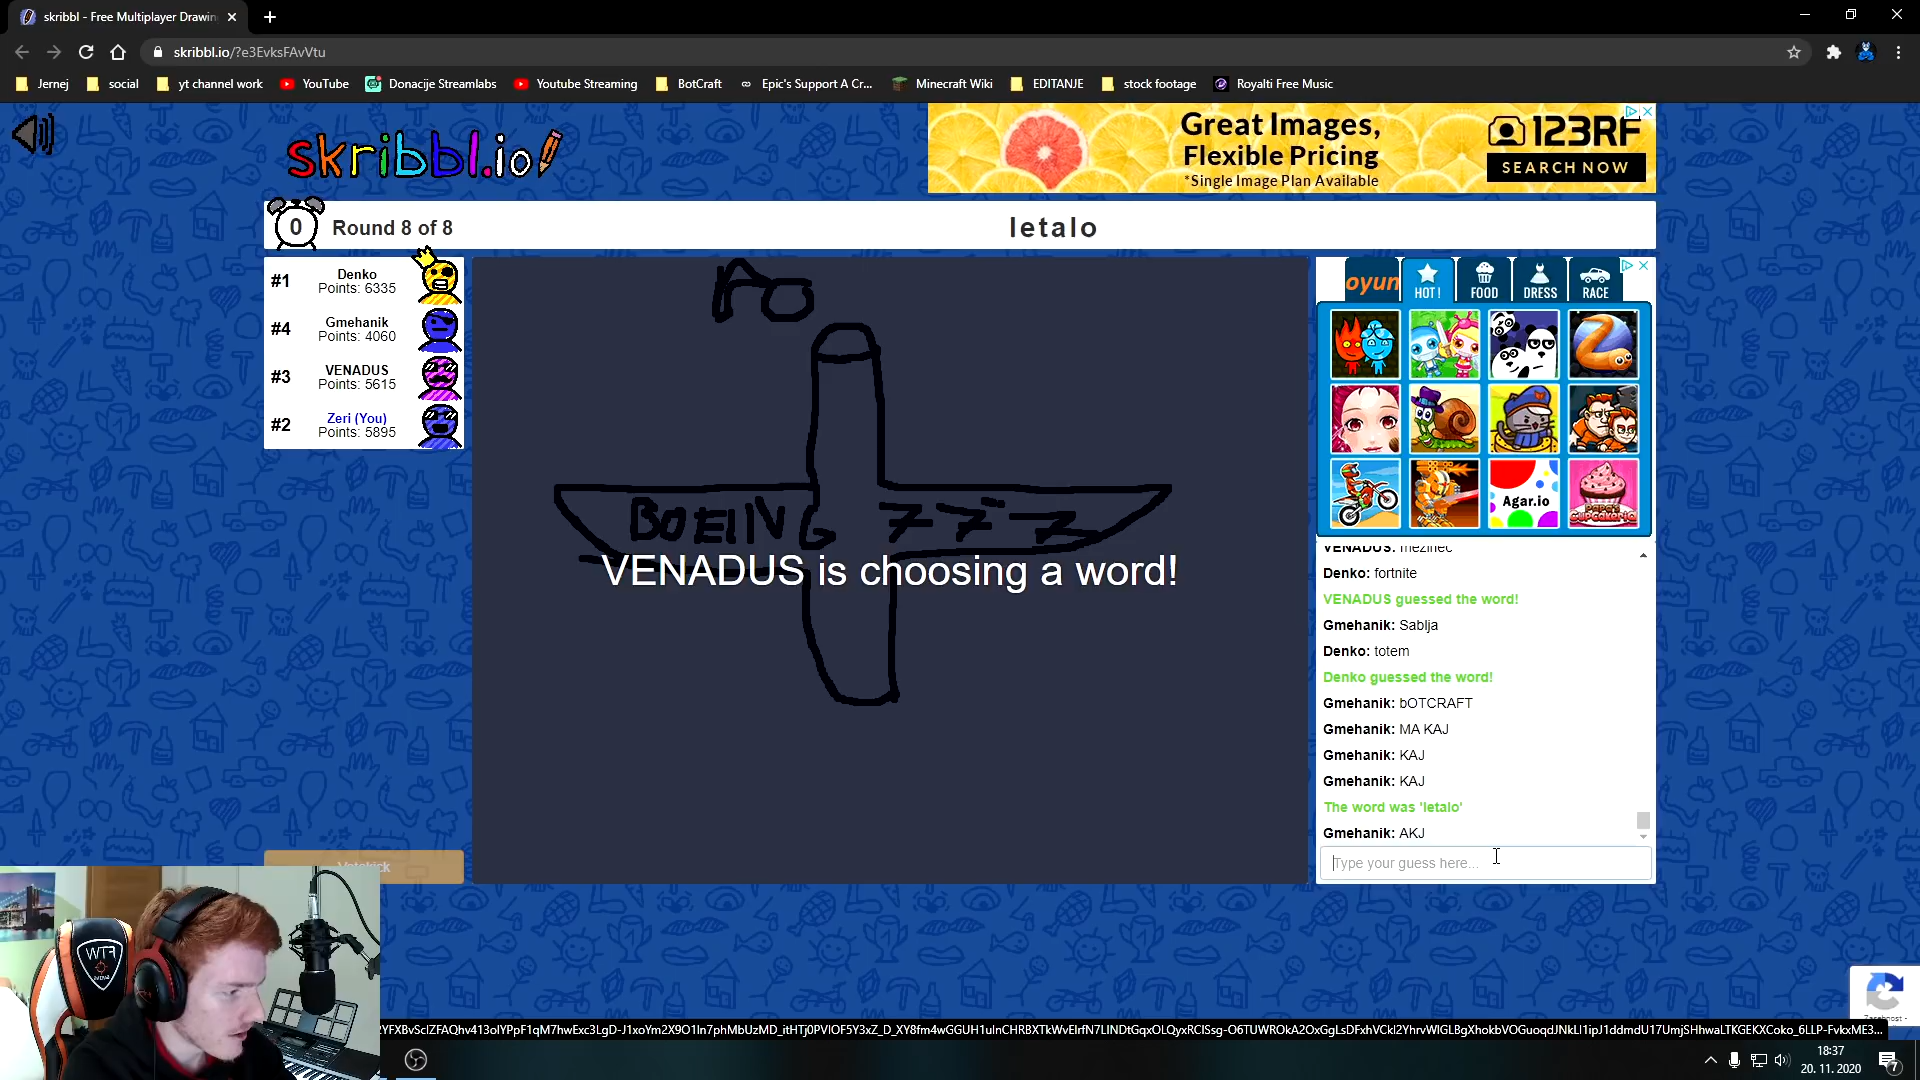 skribbl - Free Multiplayer Drawin
skribbl.io/?e3EvksFAvVtu
Jernej social yt channel work YouTube Donacije Streamlabs Youtube Streaming BotCraft Epic's Support A Cr... Minecraft Wiki EDITANJE stock footage Royalti Free Music
skribbl.io
Great Images,
Flexible Pricing
*Single Image Plan Available
123RF
SEARCH NOW
0
Round 8 of 8
letalo
#1 Denko
Points: 6335
#4 Gmehanik
Points: 4060
#3 VENADUS
Points: 5615
#2 Zeri (You)
Points: 5895
BOEING 777
VENADUS is choosing a word!
oyun
HOT!
FOOD
DRESS
RACE
Agar.io
VENADUS: mezinec
Denko: fortnite
VENADUS guessed the word!
Gmehanik: Sablja
Denko: totem
Denko guessed the word!
Gmehanik: bOTCRAFT
Gmehanik: MA KAJ
Gmehanik: KAJ
Gmehanik: KAJ
The word was 'letalo'
Gmehanik: AKJ
Type your guess here...
WTF
18:37
20. 11. 2020
7